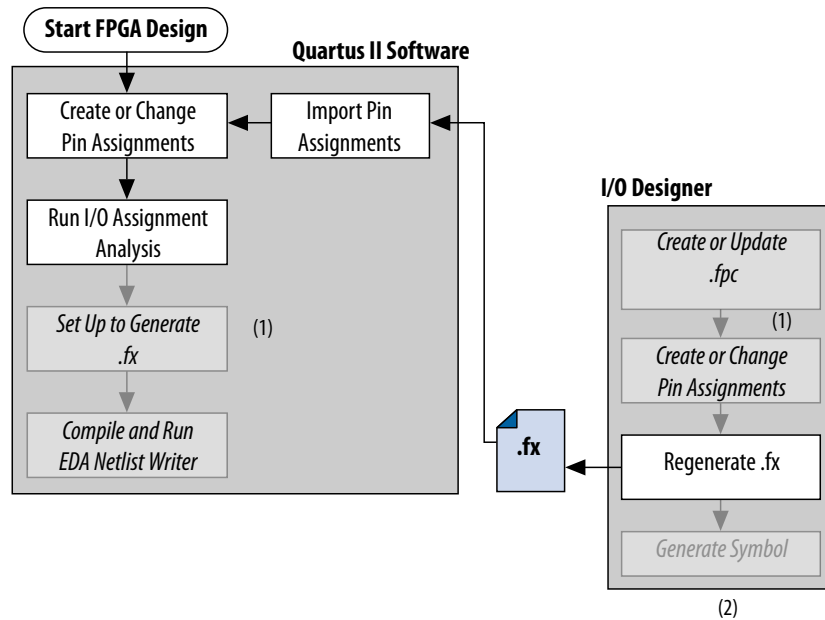 Start FPGA Design
Quartus II Software
Create or Change
Pin Assignments
Import Pin
Assignments
Run I/O Assignment
Analysis
Set Up to Generate
.fx
(1)
Compile and Run
EDA Netlist Writer
.fx
I/O Designer
Create or Update
.fpc
(1)
Create or Change
Pin Assignments
Regenerate .fx
Generate Symbol
(2)